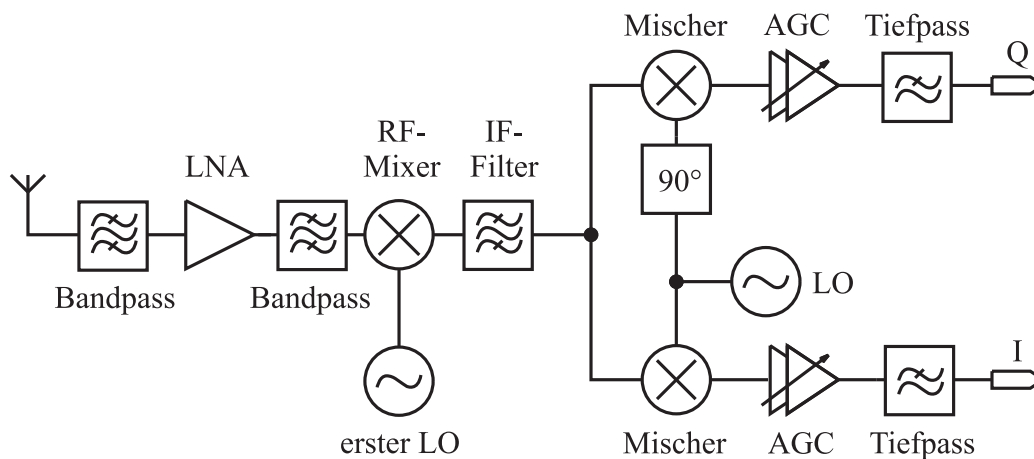 Mischer
AGC
Tiefpass
Q
RF-
Mixer
IF-
Filter
LNA
90°
Bandpass
Bandpass
LO
I
erster LO
Mischer
AGC
Tiefpass